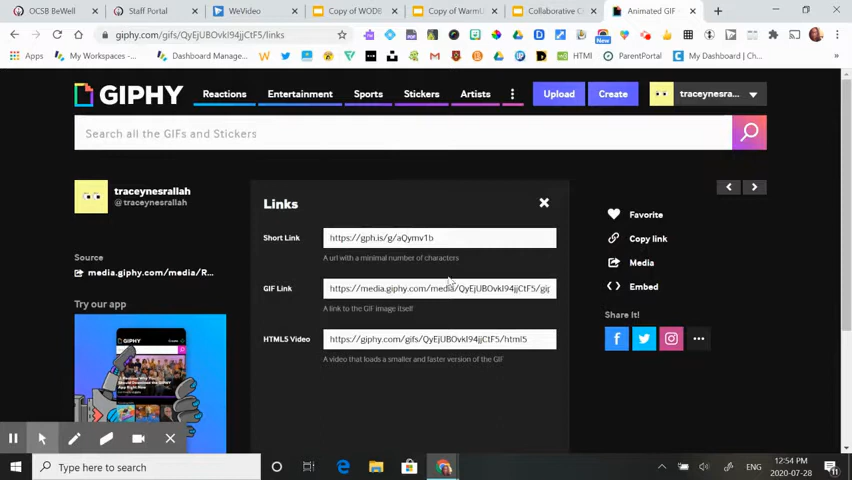 OCSB BeWell
Staff Portal
WeVideo
Copy of WODB
Copy of WarmU
Collaborative C
Animated GIF -
giphy.com/gifs/QyEjUBOvkI94jjCtF5/links
Apps
My Workspaces -...
Dashboard Manage...
New
HTMl
ParentPortal
My Dashboard | Ch...
GIPHY
Reactions
Entertainment
Sports
Stickers
Artists
Upload
Create
traceynesra...
Search all the GIFs and Stickers
traceynesrallah
@traceynesrallah
Source
media.giphy.com/media/R...
Try our app
GIPHY
Links
Short Link
https://gph.is/g/aQymv1b
A url with a minimal number of characters
GIF Link
https://media.giphy.com/media/QyEjUBOvkI94jjCtF5/gip
A link to the GIF image itself
HTML5 Video
https://giphy.com/gifs/QyEjUBOvkI94jjCtF5/html5
A video that loads a smaller and faster version of the GIF
Favorite
Copy link
Media
Embed
Share It!
Type here to search
ENG
12:54 PM
2020-07-28